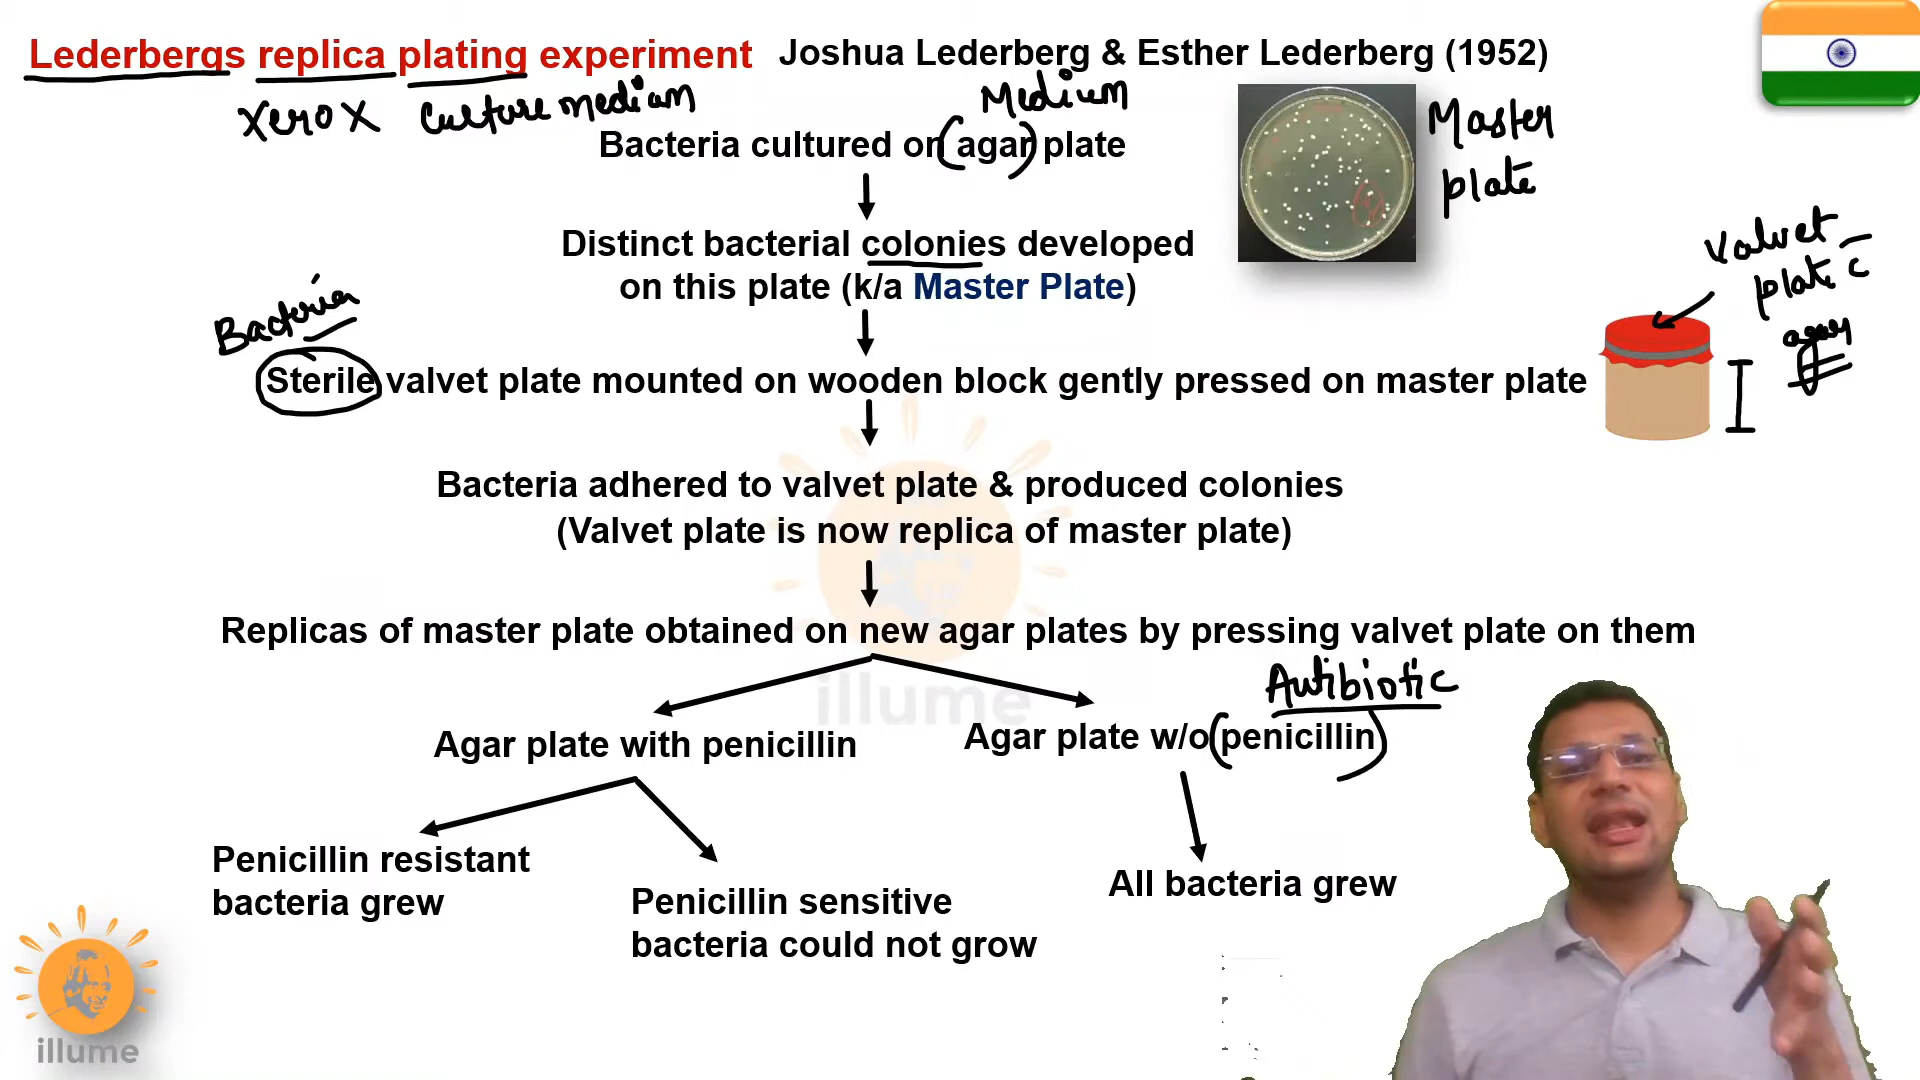 Lederbergs replica plating experiment Joshua Lederberg & Esther Lederberg (1952)
Xerox culture medium
Medium
Bacteria cultured on (agar) plate
Master
plate
Distinct bacterial colonies developed
on this plate (k/a Master Plate)
valvet
plate c
agar
Bacteria
Sterile valvet plate mounted on wooden block gently pressed on master plate
Bacteria adhered to valvet plate & produced colonies
(Valvet plate is now replica of master plate)
Replicas of master plate obtained on new agar plates by pressing valvet plate on them
illume
Antibiotic
Agar plate with penicillin
Agar plate w/o (penicillin)
Penicillin resistant
bacteria grew
Penicillin sensitive
bacteria could not grow
All bacteria grew
illume